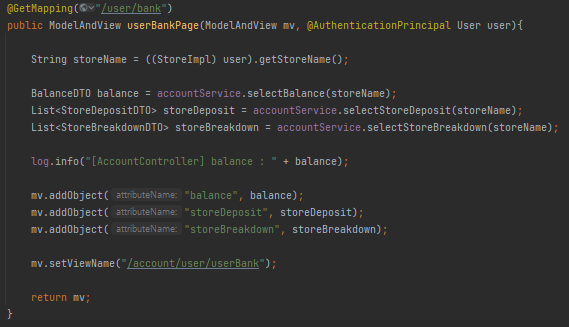 @GetMapping("/user/bank")
public ModelAndView userBankPage(ModelAndView mv, @AuthenticationPrincipal User user){
String storeName = ((StoreImpl) user).getStoreName();
BalanceDTO balance = accountService.selectBalance(storeName);
List<StoreDepositDTO> storeDeposit = accountService.selectStoreDeposit(storeName);
List<StoreBreakdownDTO> storeBreakdown = accountService.selectStoreBreakdown(storeName);
log.info("[AccountController] balance : " + balance);
mv.addObject( attributeName: "balance", balance);
mv.addObject( attributeName: "storeDeposit", storeDeposit);
mv.addObject( attributeName: "storeBreakdown", storeBreakdown);
mv.setViewName("/account/user/userBank");
return mv;
}